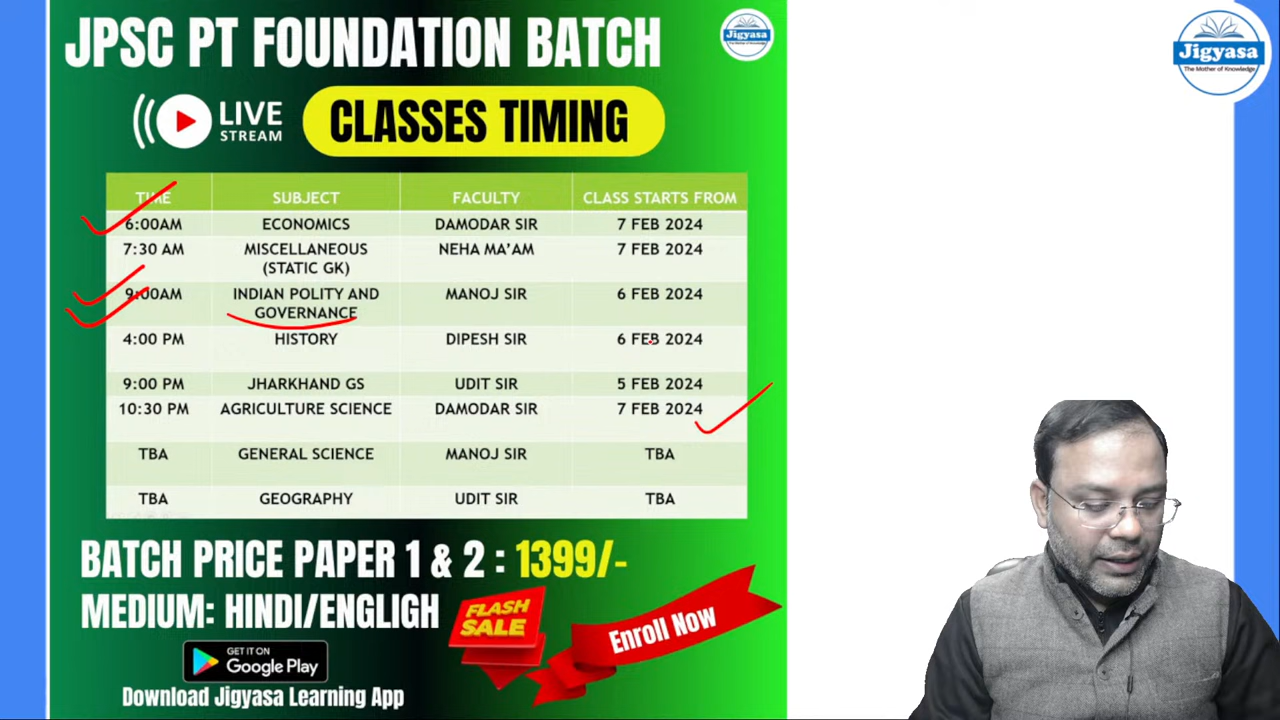 JPSC PT FOUNDATION BATCH
Jigyasa
The Mother of Knowledge
Jigyasa
The Mother of Knowledge
LIVE
STREAM
CLASSES TIMING
TIME SUBJECT FACULTY CLASS STARTS FROM
6:00AM ECONOMICS DAMODAR SIR 7 FEB 2024
7:30 AM MISCELLANEOUS (STATIC GK) NEHA MA’AM 7 FEB 2024
9:00AM INDIAN POLITY AND GOVERNANCE MANOJ SIR 6 FEB 2024
4:00 PM HISTORY DIPESH SIR 6 FEB 2024
9:00 PM JHARKHAND GS UDIT SIR 5 FEB 2024
10:30 PM AGRICULTURE SCIENCE DAMODAR SIR 7 FEB 2024
TBA GENERAL SCIENCE MANOJ SIR TBA
TBA GEOGRAPHY UDIT SIR TBA
BATCH PRICE PAPER 1 & 2 : 1399/-
MEDIUM: HINDI/ENGLIGH
FLASH
SALE
Enroll Now
GET IT ON
Google Play
Download Jigyasa Learning App